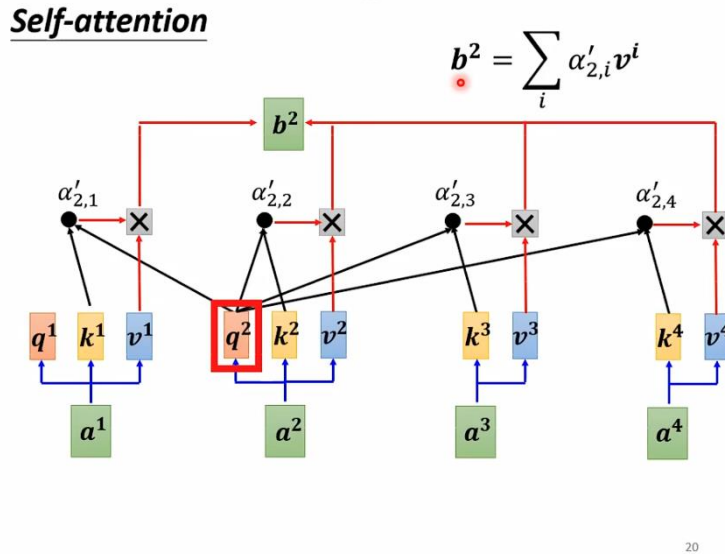 Self-attention
b² = ∑ᵢ α′₂,ᵢ vⁱ
b²
α′₂,₁ α′₂,₂ α′₂,₃ α′₂,₄
q¹ k¹ v¹ q² k² v² k³ v³ k⁴ v⁴
a¹ a² a³ a⁴
20